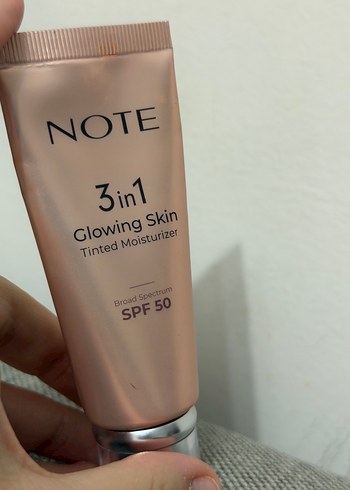 NOTE
3in1
Glowing Skin
Tinted Moisturizer
Broad Spectrum
SPF 50